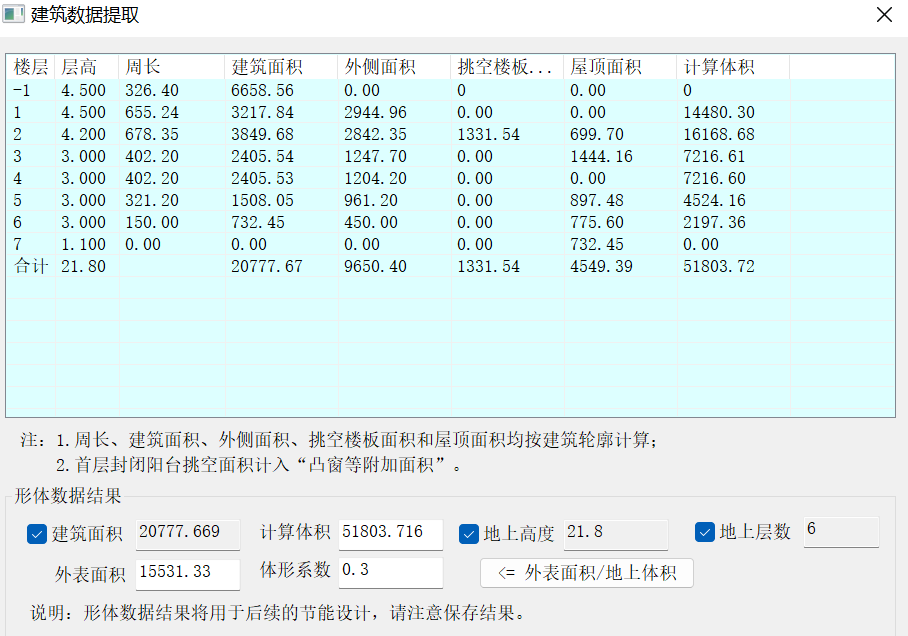 建筑数据提取
楼层 层高 周长 建筑面积 外侧面积 挑空楼板... 屋顶面积 计算体积
-1 4.500 326.40 6658.56 0.00 0 0.00 0
1 4.500 655.24 3217.84 2944.96 0.00 0.00 14480.30
2 4.200 678.35 3849.68 2842.35 1331.54 699.70 16168.68
3 3.000 402.20 2405.54 1247.70 0.00 1444.16 7216.61
4 3.000 402.20 2405.53 1204.20 0.00 0.00 7216.60
5 3.000 321.20 1508.05 961.20 0.00 897.48 4524.16
6 3.000 150.00 732.45 450.00 0.00 775.60 2197.36
7 1.100 0.00 0.00 0.00 0.00 732.45 0.00
合计 21.80 20777.67 9650.40 1331.54 4549.39 51803.72
注：1.周长、建筑面积、外侧面积、挑空楼板面积和屋顶面积均按建筑轮廓计算；
2.首层封闭阳台挑空面积计入“凸窗等附加面积”。
形体数据结果
建筑面积 20777.669 计算体积 51803.716 地上高度 21.8 地上层数 6
外表面积 15531.33 体形系数 0.3 <= 外表面积/地上体积
说明：形体数据结果将用于后续的节能设计，请注意保存结果。